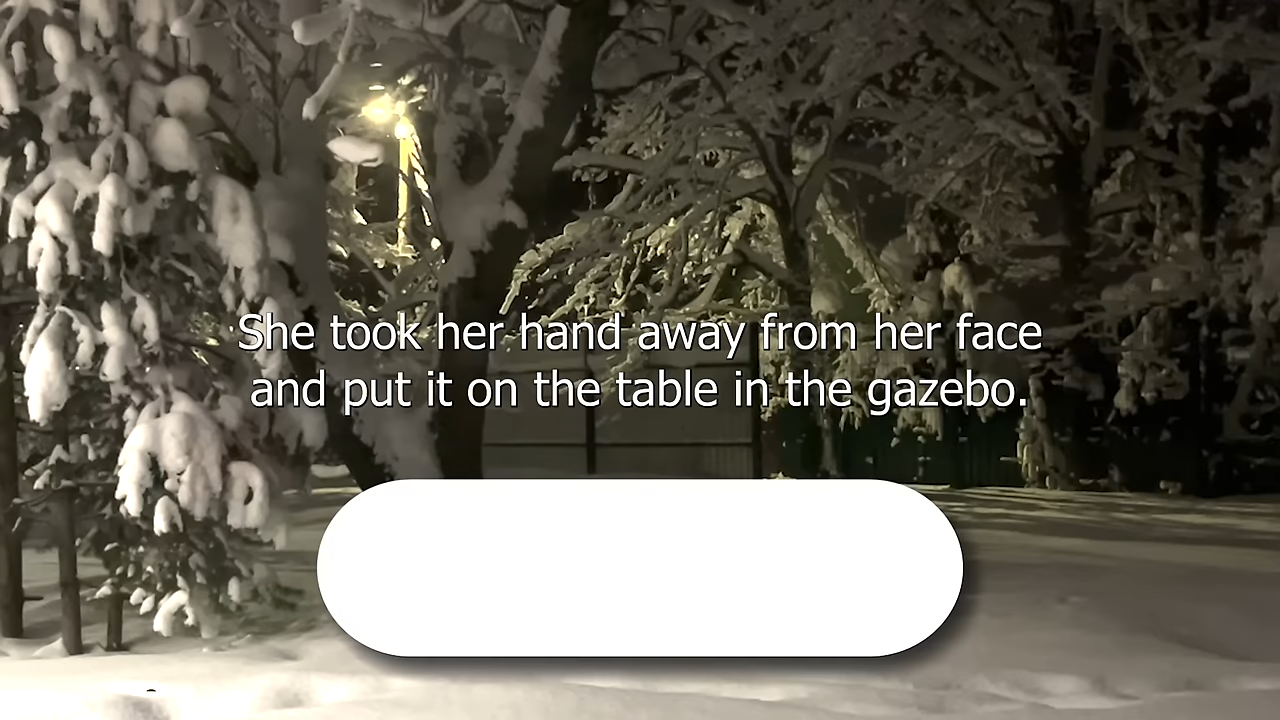 She took her hand away from her face
and put it on the table in the gazebo.